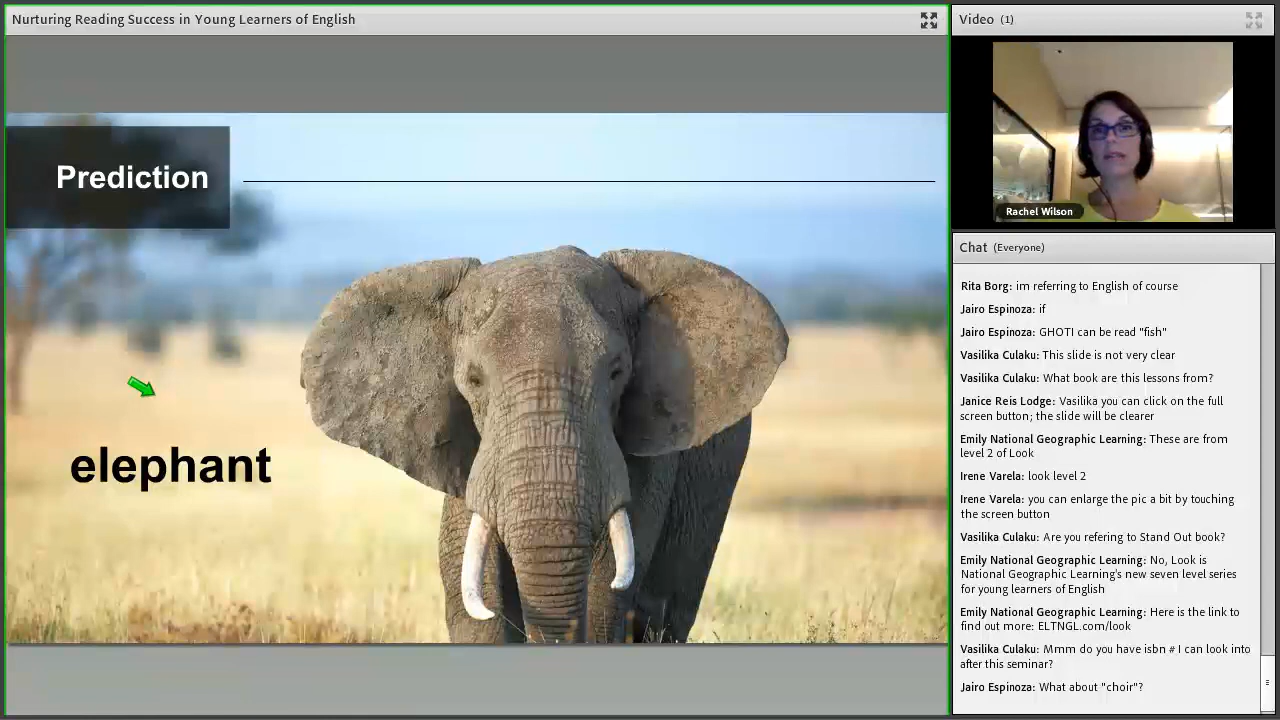 Nurturing Reading Success in Young Learners of English
Prediction
elephant
Video (1)
Rachel Wilson
Chat (Everyone)
Rita Borg: im referring to English of course
Jairo Espinoza: if
Jairo Espinoza: GHOTI can be read "fish"
Vasilika Culaku: This slide is not very clear
Vasilika Culaku: What book are this lessons from?
Janice Reis Lodge: Vasilika you can click on the full
screen button; the slide will be clearer
Emily National Geographic Learning: These are from
level 2 of Look
Irene Varela: look level 2
Irene Varela: you can enlarge the pic a bit by touching
the screen button
Vasilika Culaku: Are you refering to Stand Out book?
Emily National Geographic Learning: No, Look is
National Geographic Learning's new seven level series
for young learners of English
Emily National Geographic Learning: Here is the link to
find out more: ELTNGL.com/look
Vasilika Culaku: Mmm do you have isbn # I can look into
after this seminar?
Jairo Espinoza: What about "choir"?